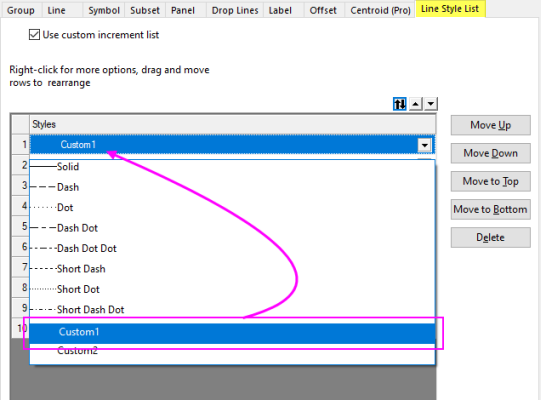 Group Line Symbol Subset Panel Drop Lines Label Offset Centroid (Pro) Line Style List
Use custom increment list
Right-click for more options, drag and move
rows to rearrange
Styles
Move Up
1 Custom1
Move Down
2 Solid
3 Dash
Move to Top
4 Dot
Move to Bottom
5 Dash Dot
Delete
6 Dash Dot Dot
7 Short Dash
8 Short Dot
9 Short Dash Dot
10 Custom1
Custom2